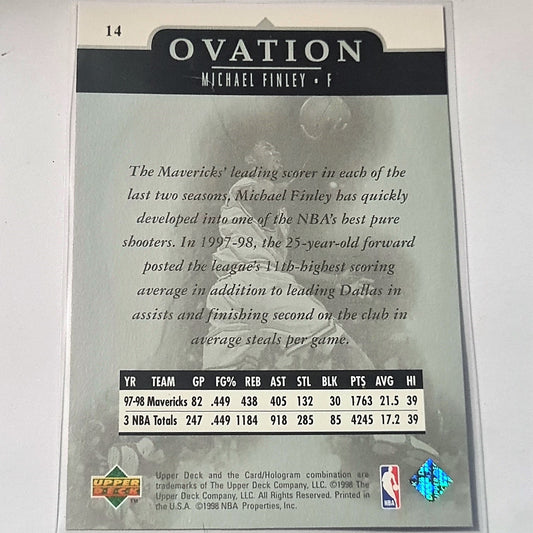 14
OVATION
MICHAEL FINLEY • F
The Mavericks' leading scorer in each of the
last two seasons, Michael Finley has quickly
developed into one of the NBA's best pure
shooters. In 1997-98, the 25-year-old forward
posted the league's 11th-highest scoring
average in addition to leading Dallas in
assists and finishing second on the club in
average steals per game.
YR TEAM GP FG% REB AST STL BLK PTS AVG HI
97-98 Mavericks 82 .449 438 405 132 30 1763 21.5 39
3 NBA Totals 247 .449 1184 918 285 85 4245 17.2 39
Upper Deck and the Card/Hologram combination are
trademarks of The Upper Deck Company, LLC. ©1998 The
Upper Deck Company, LLC. All Rights Reserved. Printed in
the U.S.A. ©1998 NBA Properties, Inc.
UPPER
DECK
TM
NBA